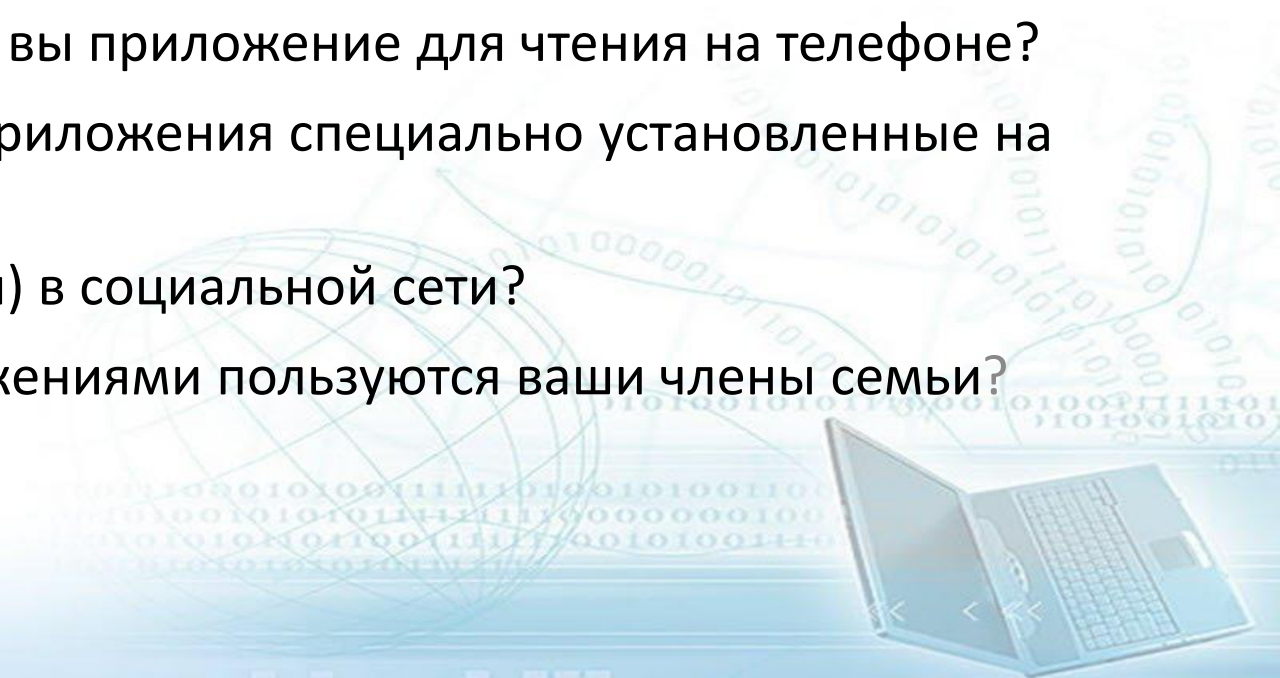 вы приложение для чтения на телефоне?
риложения специально установленные на
) в социальной сети?
жениями пользуются ваши члены семьи?